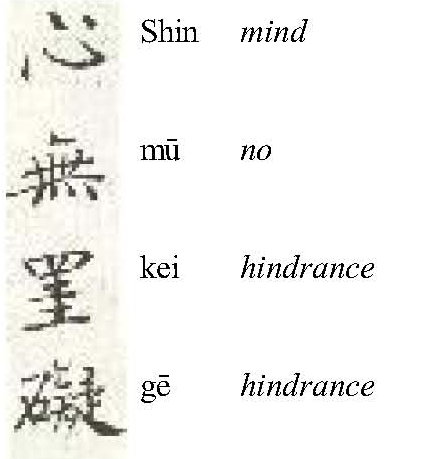 心 Shin mind
無 mū no
罣 kei hindrance
礙 gē hindrance